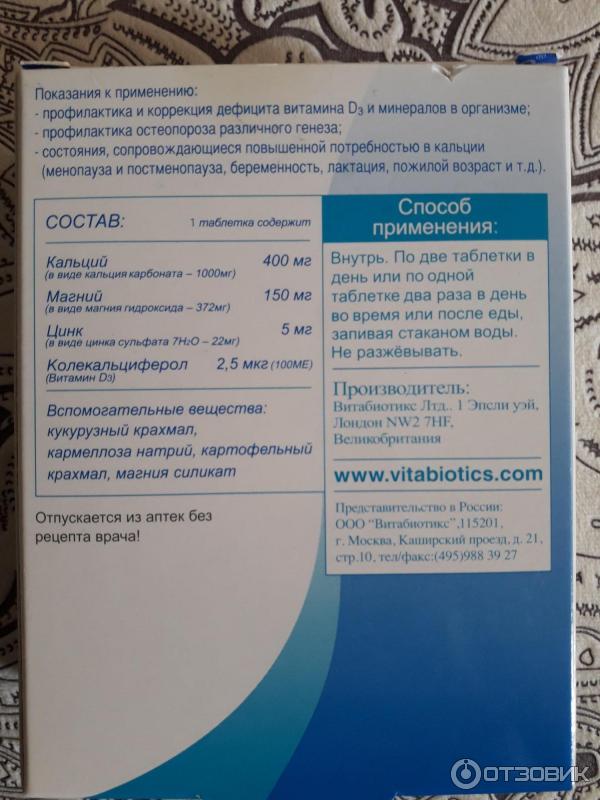 Показания к применению:
- профилактика и коррекция дефицита витамина D3 и минералов в организме;
- профилактика остеопороза различного генеза;
- состояния, сопровождающиеся повышенной потребностью в кальции
(менопауза и постменопауза, беременность, лактация, пожилой возраст и т.д.).
СОСТАВ: 1 таблетка содержит
Кальций 400 мг
(в виде кальция карбоната – 1000мг)
Магний 150 мг
(в виде магния гидроксида – 372мг)
Цинк 5 мг
(в виде цинка сульфата 7H2O – 22мг)
Колекальциферол 2,5 мкг (100МЕ)
(Витамин D3)
Вспомогательные вещества:
кукурузный крахмал,
кармеллоза натрий, картофельный
крахмал, магния силикат
Отпускается из аптек без
рецепта врача!
Способ
применения:
Внутрь. По две таблетки в
день или по одной
таблетке два раза в день
во время или после еды,
запивая стаканом воды.
Не разжёвывать.
Производитель:
Витабиотикс Лтд.. 1 Эпсли уэй,
Лондон NW2 7HF,
Великобритания
www.vitabiotics.com
Представительство в России:
ООО "Витабиотикс",115201,
г. Москва, Каширский проезд, д. 21,
стр.10, тел/факс:(495)988 39 27
ОТЗОВИК